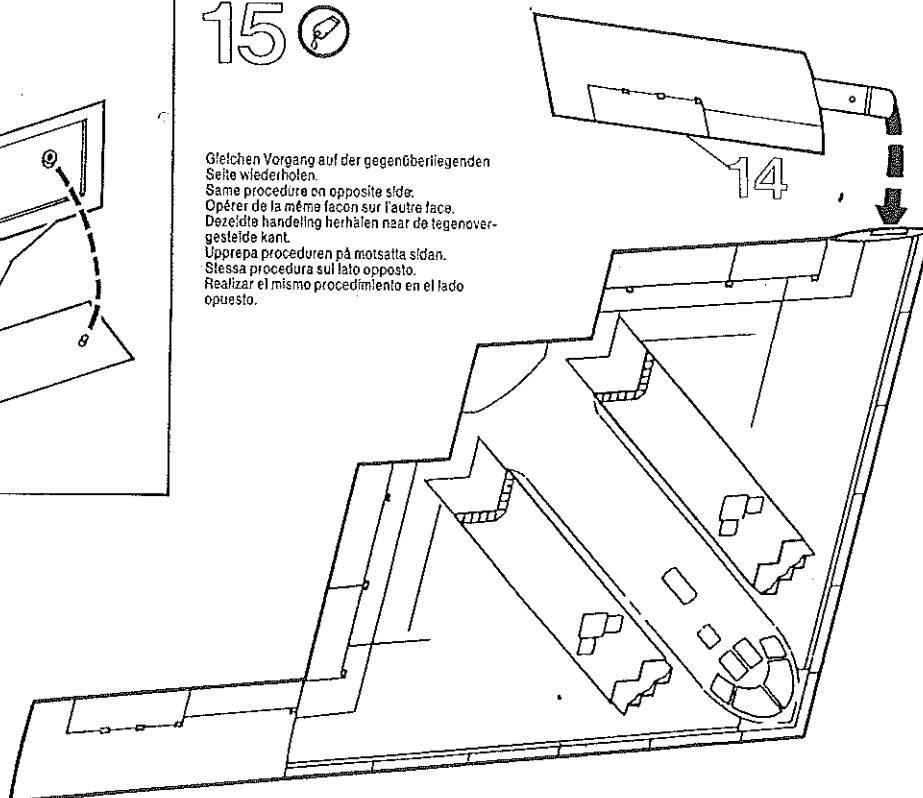 15
Gleichen Vorgang auf der gegenüberliegenden
Seite wiederholen.
Same procedure on opposite side.
Opérer de la même facon sur l'autre face.
Dezeldte handeling herhàlen naar de tegenover-
gestelde kant.
Upprepa proceduren på motsatta sidan.
Stessa procedura sul lato opposto.
Realizar el mismo procedimiento en el lado
opuesto.
14